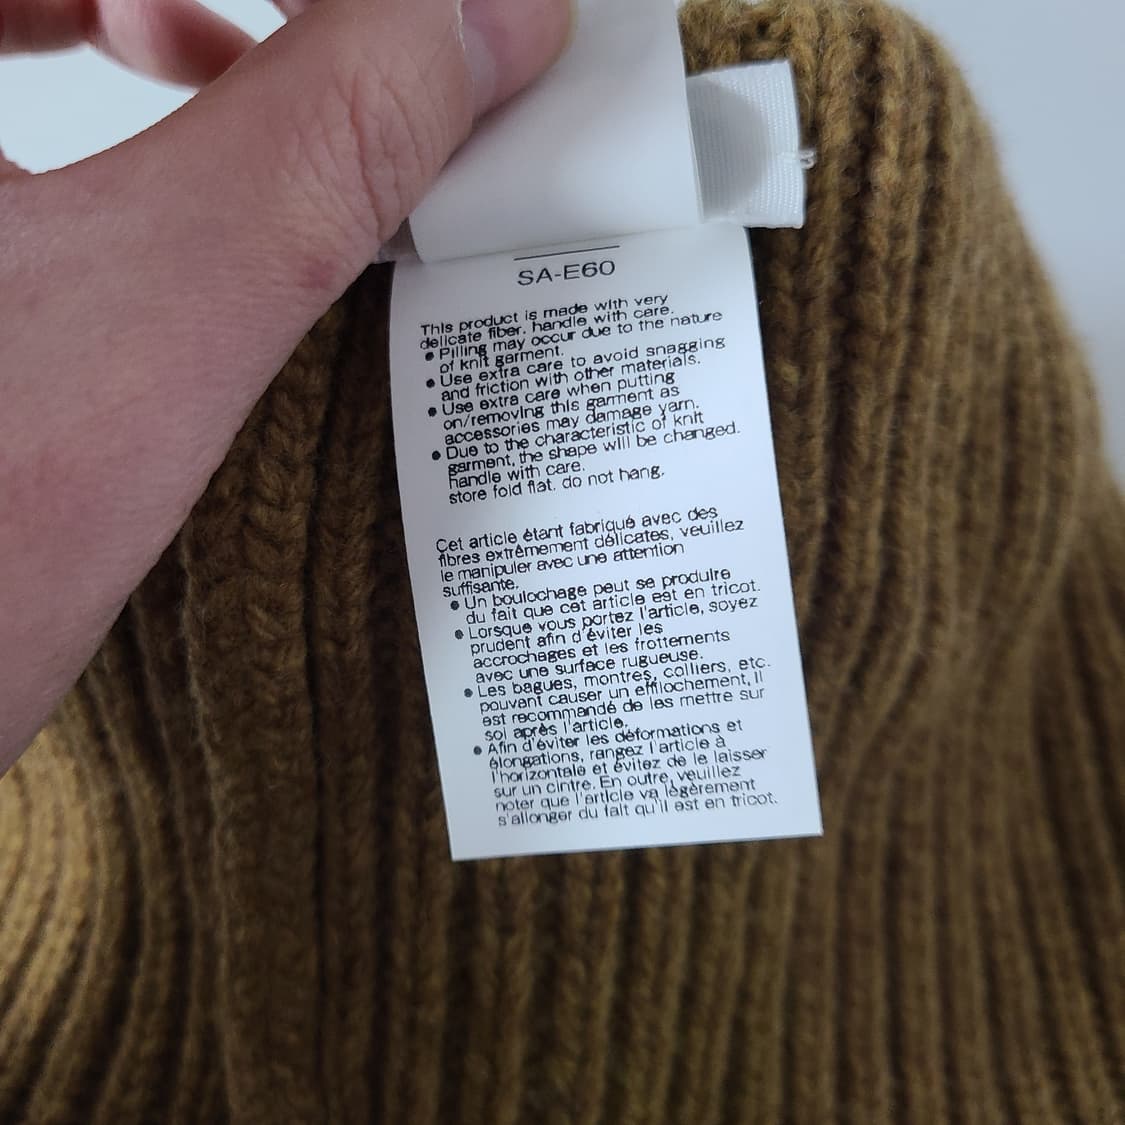 SA-E60
This product is made with very
delicate fiber. handle with care.
● Pilling may occur due to the nature
of knit garment.
● Use extra care to avoid snagging
and friction with other materials.
● Use extra care when putting
on/removing this garment as
accessories may damage yarn.
● Due to the characteristic of knit
garment, the shape will be changed.
handle with care.
store fold flat. do not hang.
Cet article étant fabriqué avec des
fibres extrêmement délicates, veuillez
le manipuler avec une attention
suffisante.
● Un boulochage peut se produire
du fait que cet article est en tricot.
● Lorsque vous portez l'article, soyez
prudent afin d'éviter les
accrochages et les frottements
avec une surface rugueuse.
● Les bagues, montres, colliers, etc.
pouvant causer un effilochement, il
est recommandé de les mettre sur
soi après l'article.
● Afin d'éviter les déformations et
élongations, rangez l'article à
l'horizontale et évitez de le laisser
sur un cintre. En outre, veuillez
noter que l'article va légèrement
s'allonger du fait qu'il est en tricot.